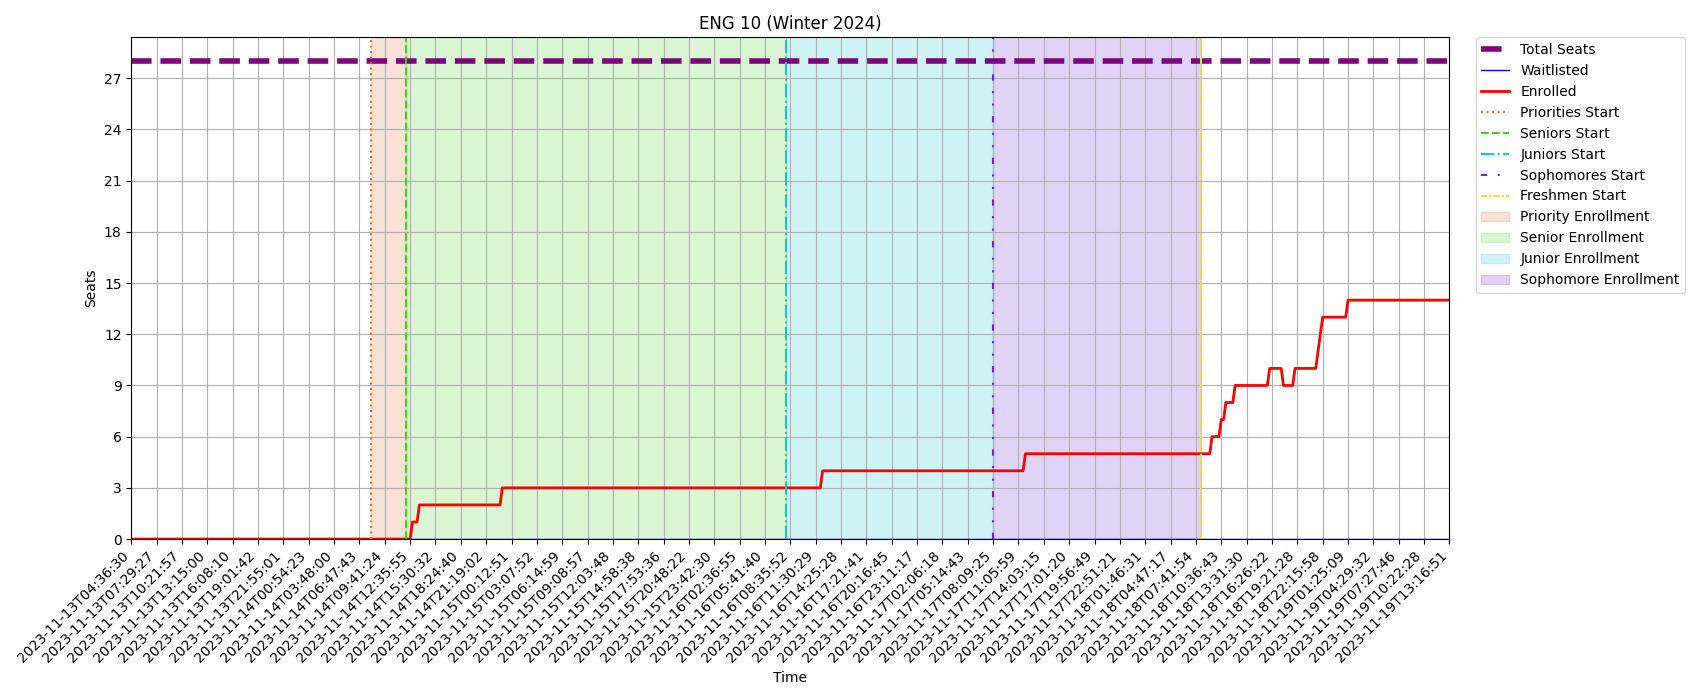 ENG 10 (Winter 2024)
Seats
27
24
21
18
15
12
9
6
3
0
2023-11-13T04:36:30
2023-11-13T07:29:27
2023-11-13T10:21:57
2023-11-13T13:15:00
2023-11-13T16:08:10
2023-11-13T19:01:42
2023-11-13T21:55:01
2023-11-14T00:54:23
2023-11-14T03:48:00
2023-11-14T06:47:43
2023-11-14T09:41:24
2023-11-14T12:35:55
2023-11-14T15:30:32
2023-11-14T18:24:40
2023-11-14T21:19:02
2023-11-15T00:12:51
2023-11-15T03:07:52
2023-11-15T06:14:59
2023-11-15T09:08:57
2023-11-15T12:03:48
2023-11-15T14:58:38
2023-11-15T17:53:36
2023-11-15T20:48:22
2023-11-15T23:42:30
2023-11-16T02:36:55
2023-11-16T05:41:40
2023-11-16T08:35:52
2023-11-16T11:30:29
2023-11-16T14:25:28
2023-11-16T17:21:41
2023-11-16T20:16:45
2023-11-16T23:11:17
2023-11-17T02:06:18
2023-11-17T05:14:43
2023-11-17T08:09:25
2023-11-17T11:05:59
2023-11-17T14:03:15
2023-11-17T17:01:20
2023-11-17T19:56:49
2023-11-17T22:51:21
2023-11-18T01:46:31
2023-11-18T04:47:17
2023-11-18T07:41:54
2023-11-18T10:36:43
2023-11-18T13:31:30
2023-11-18T16:26:22
2023-11-18T19:21:28
2023-11-18T22:15:58
2023-11-19T01:25:09
2023-11-19T04:29:32
2023-11-19T07:27:46
2023-11-19T10:22:28
2023-11-19T13:16:51
Time
Total Seats
Waitlisted
Enrolled
Priorities Start
Seniors Start
Juniors Start
Sophomores Start
Freshmen Start
Priority Enrollment
Senior Enrollment
Junior Enrollment
Sophomore Enrollment